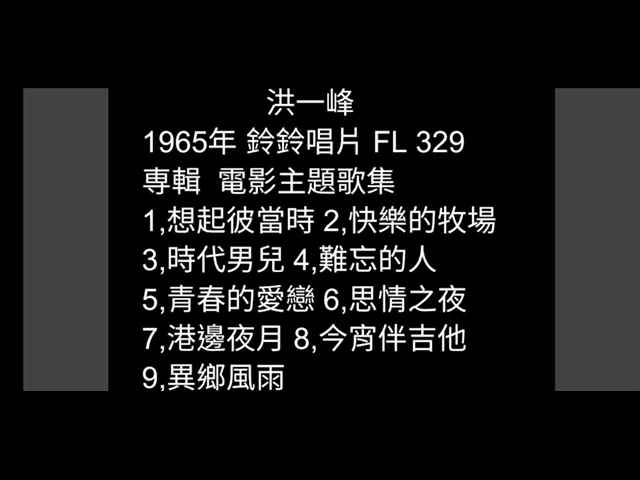 洪一峰
1965年 鈴鈴唱片 FL 329
専輯 電影主題歌集
1,想起彼當時 2,快樂的牧場
3,時代男兒 4,難忘的人
5,青春的愛戀 6,思情之夜
7,港邊夜月 8,今宵伴吉他
9,異鄉風雨